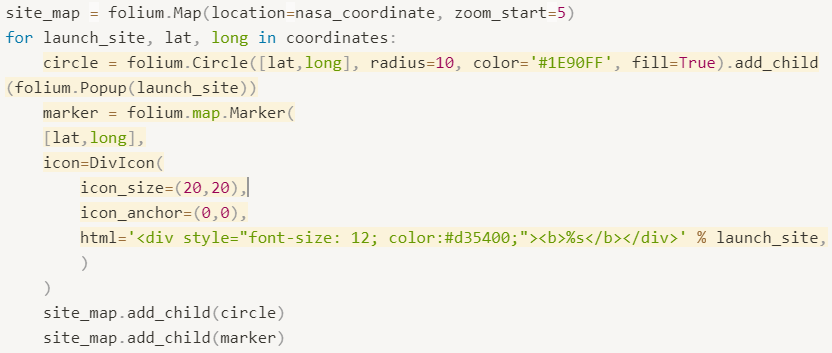 site_map = folium.Map(location=nasa_coordinate, zoom_start=5)
for launch_site, lat, long in coordinates:
    circle = folium.Circle([lat,long], radius=10, color='#1E90FF', fill=True).add_child
(folium.Popup(launch_site))
    marker = folium.map.Marker(
    [lat,long],
    icon=DivIcon(
        icon_size=(20,20),
        icon_anchor=(0,0),
        html='<div style="font-size: 12; color:#d35400;"><b>%s</b></div>' % launch_site,
        )
    )
    site_map.add_child(circle)
    site_map.add_child(marker)